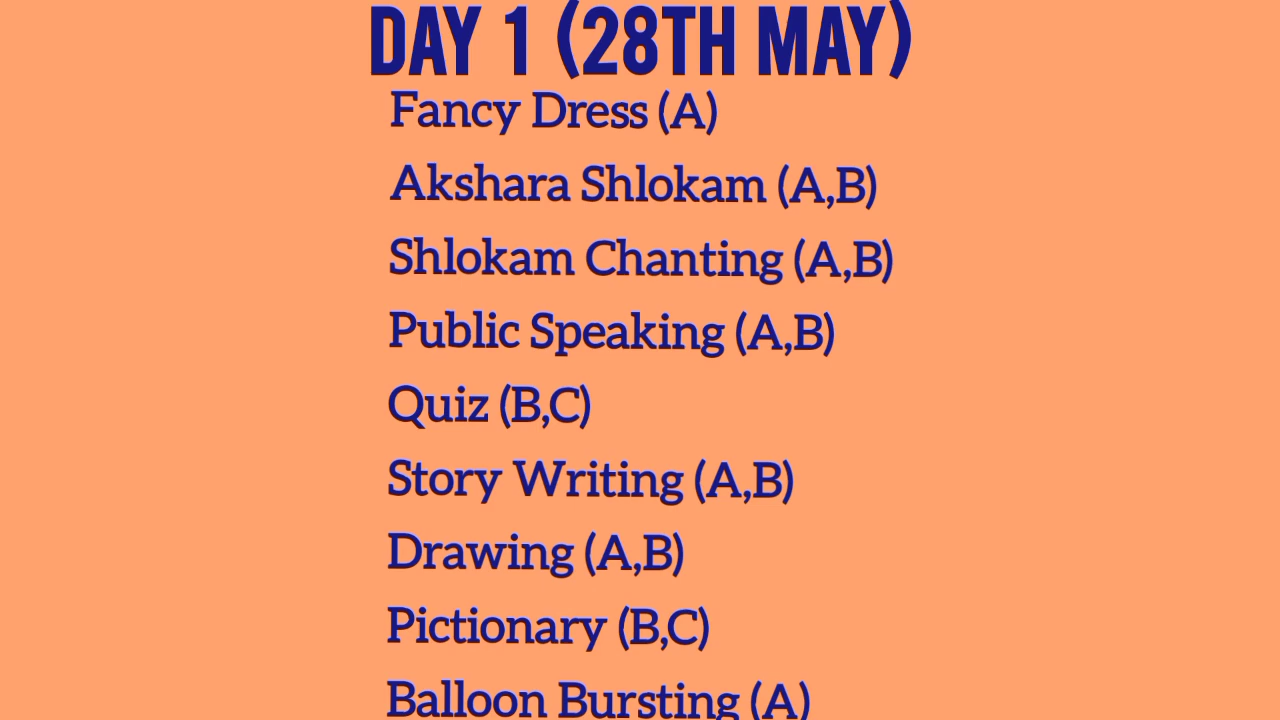 DAY 1 (28TH MAY)
Fancy Dress (A)
Akshara Shlokam (A,B)
Shlokam Chanting (A,B)
Public Speaking (A,B)
Quiz (B,C)
Story Writing (A,B)
Drawing (A,B)
Pictionary (B,C)
Balloon Bursting (A)